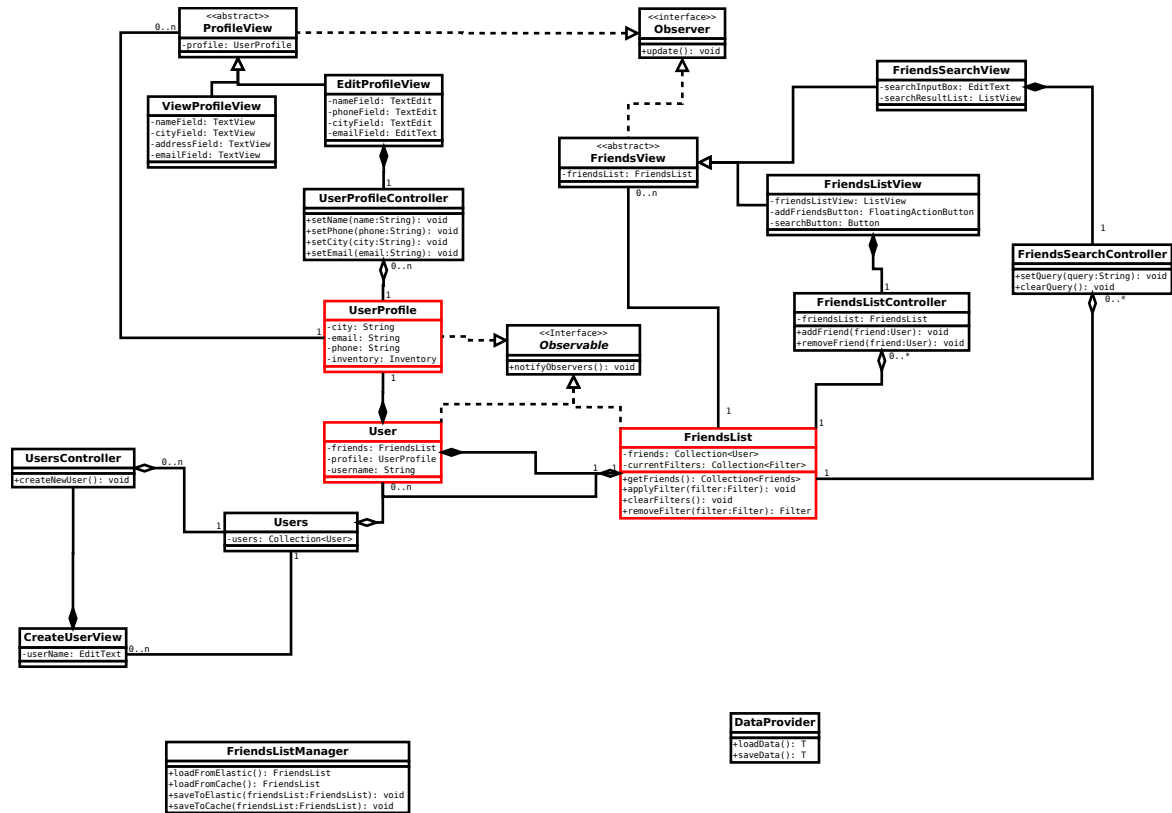 <<abstract>>
ProfileView
-profile: UserProfile
0..n
<<interface>>
Observer
+update(): void
EditProfileView
-nameField: TextEdit
-phoneField: TextEdit
-cityField: TextEdit
-emailField: EditText
ViewProfileView
-nameField: TextView
-cityField: TextView
-addressField: TextView
-emailField: TextView
FriendsSearchView
-searchInputBox: EditText
-searchResultList: ListView
<<abstract>>
FriendsView
-friendsList: FriendsList
0..n
1
UserProfileController
+setName(name:String): void
+setPhone(phone:String): void
+setCity(city:String): void
+setEmail(email:String): void
0..n
FriendsListView
-friendsListView: ListView
-addFriendsButton: FloatingActionButton
-searchButton: Button
1
FriendsSearchController
+setQuery(query:String): void
+clearQuery(): void
0..*
1
FriendsListController
-friendsList: FriendsList
+addFriend(friend:User): void
+removeFriend(friend:User): void
0..*
1
UserProfile
-city: String
-email: String
-phone: String
-inventory: Inventory
1
1
<<Interface>>
Observable
+notifyObservers(): void
User
-friends: FriendsList
-profile: UserProfile
-username: String
0..n
1
1
FriendsList
-friends: Collection<User>
-currentFilters: Collection<Filter>
+getFriends(): Collection<Friends>
+applyFilter(filter:Filter): void
+clearFilters(): void
+removeFilter(filter:Filter): Filter
1
1
1
UsersController
+createNewUser(): void
0..n
1
Users
-users: Collection<User>
1
CreateUserView
-userName: EditText
0..n
DataProvider
+loadData(): T
+saveData(): T
FriendsListManager
+loadFromElastic(): FriendsList
+loadFromCache(): FriendsList
+saveToElastic(friendsList:FriendsList): void
+saveToCache(friendsList:FriendsList): void